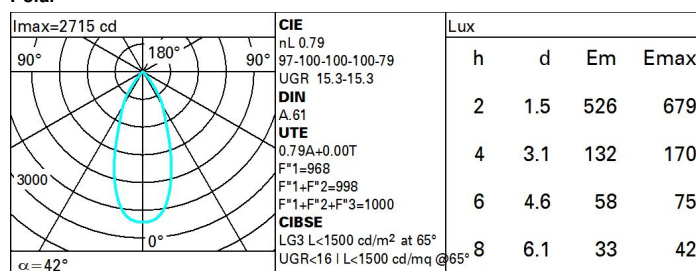 Imax=2715 cd
90° 180° 90°
3000
0°
α=42°
CIE
nL 0.79
97-100-100-100-79
UGR 15.3-15.3
DIN
A.61
UTE
0.79A+0.00T
F"1=968
F"1+F"2=998
F"1+F"2+F"3=1000
CIBSE
LG3 L<1500 cd/m² at 65°
UGR<16 | L<1500 cd/mq @65°
Lux
h d Em Emax
2 1.5 526 679
4 3.1 132 170
6 4.6 58 75
8 6.1 33 42